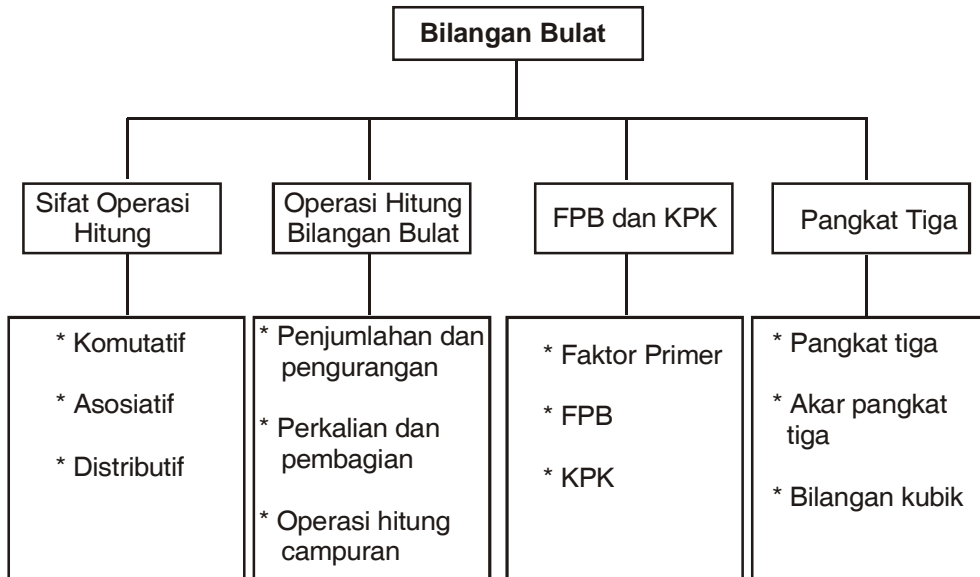 Bilangan Bulat
Sifat Operasi
Hitung
Operasi Hitung
Bilangan Bulat
FPB dan KPK
Pangkat Tiga
* Komutatif
* Asosiatif
* Distributif
* Penjumlahan dan
pengurangan
* Perkalian dan
pembagian
* Operasi hitung
campuran
* Faktor Primer
* FPB
* KPK
* Pangkat tiga
* Akar pangkat
tiga
* Bilangan kubik